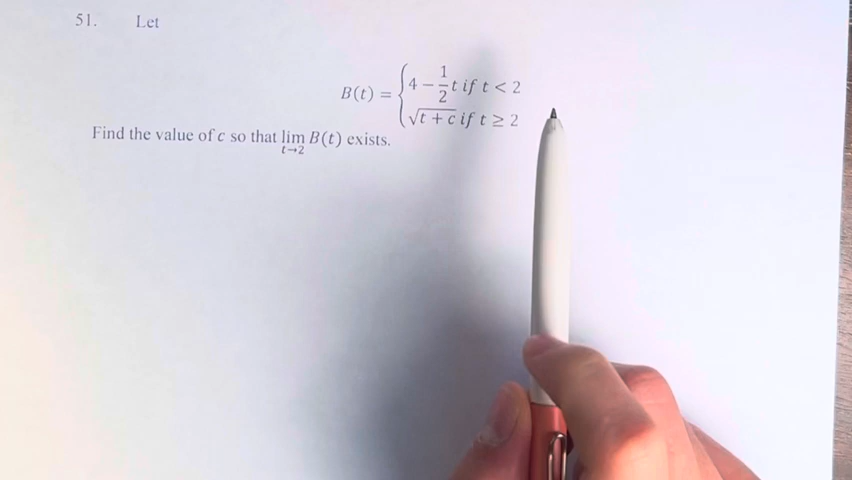 51. Let
B(t) = {4 − 1/2 t if t < 2
√(t + c) if t ≥ 2
Find the value of c so that lim t→2 B(t) exists.